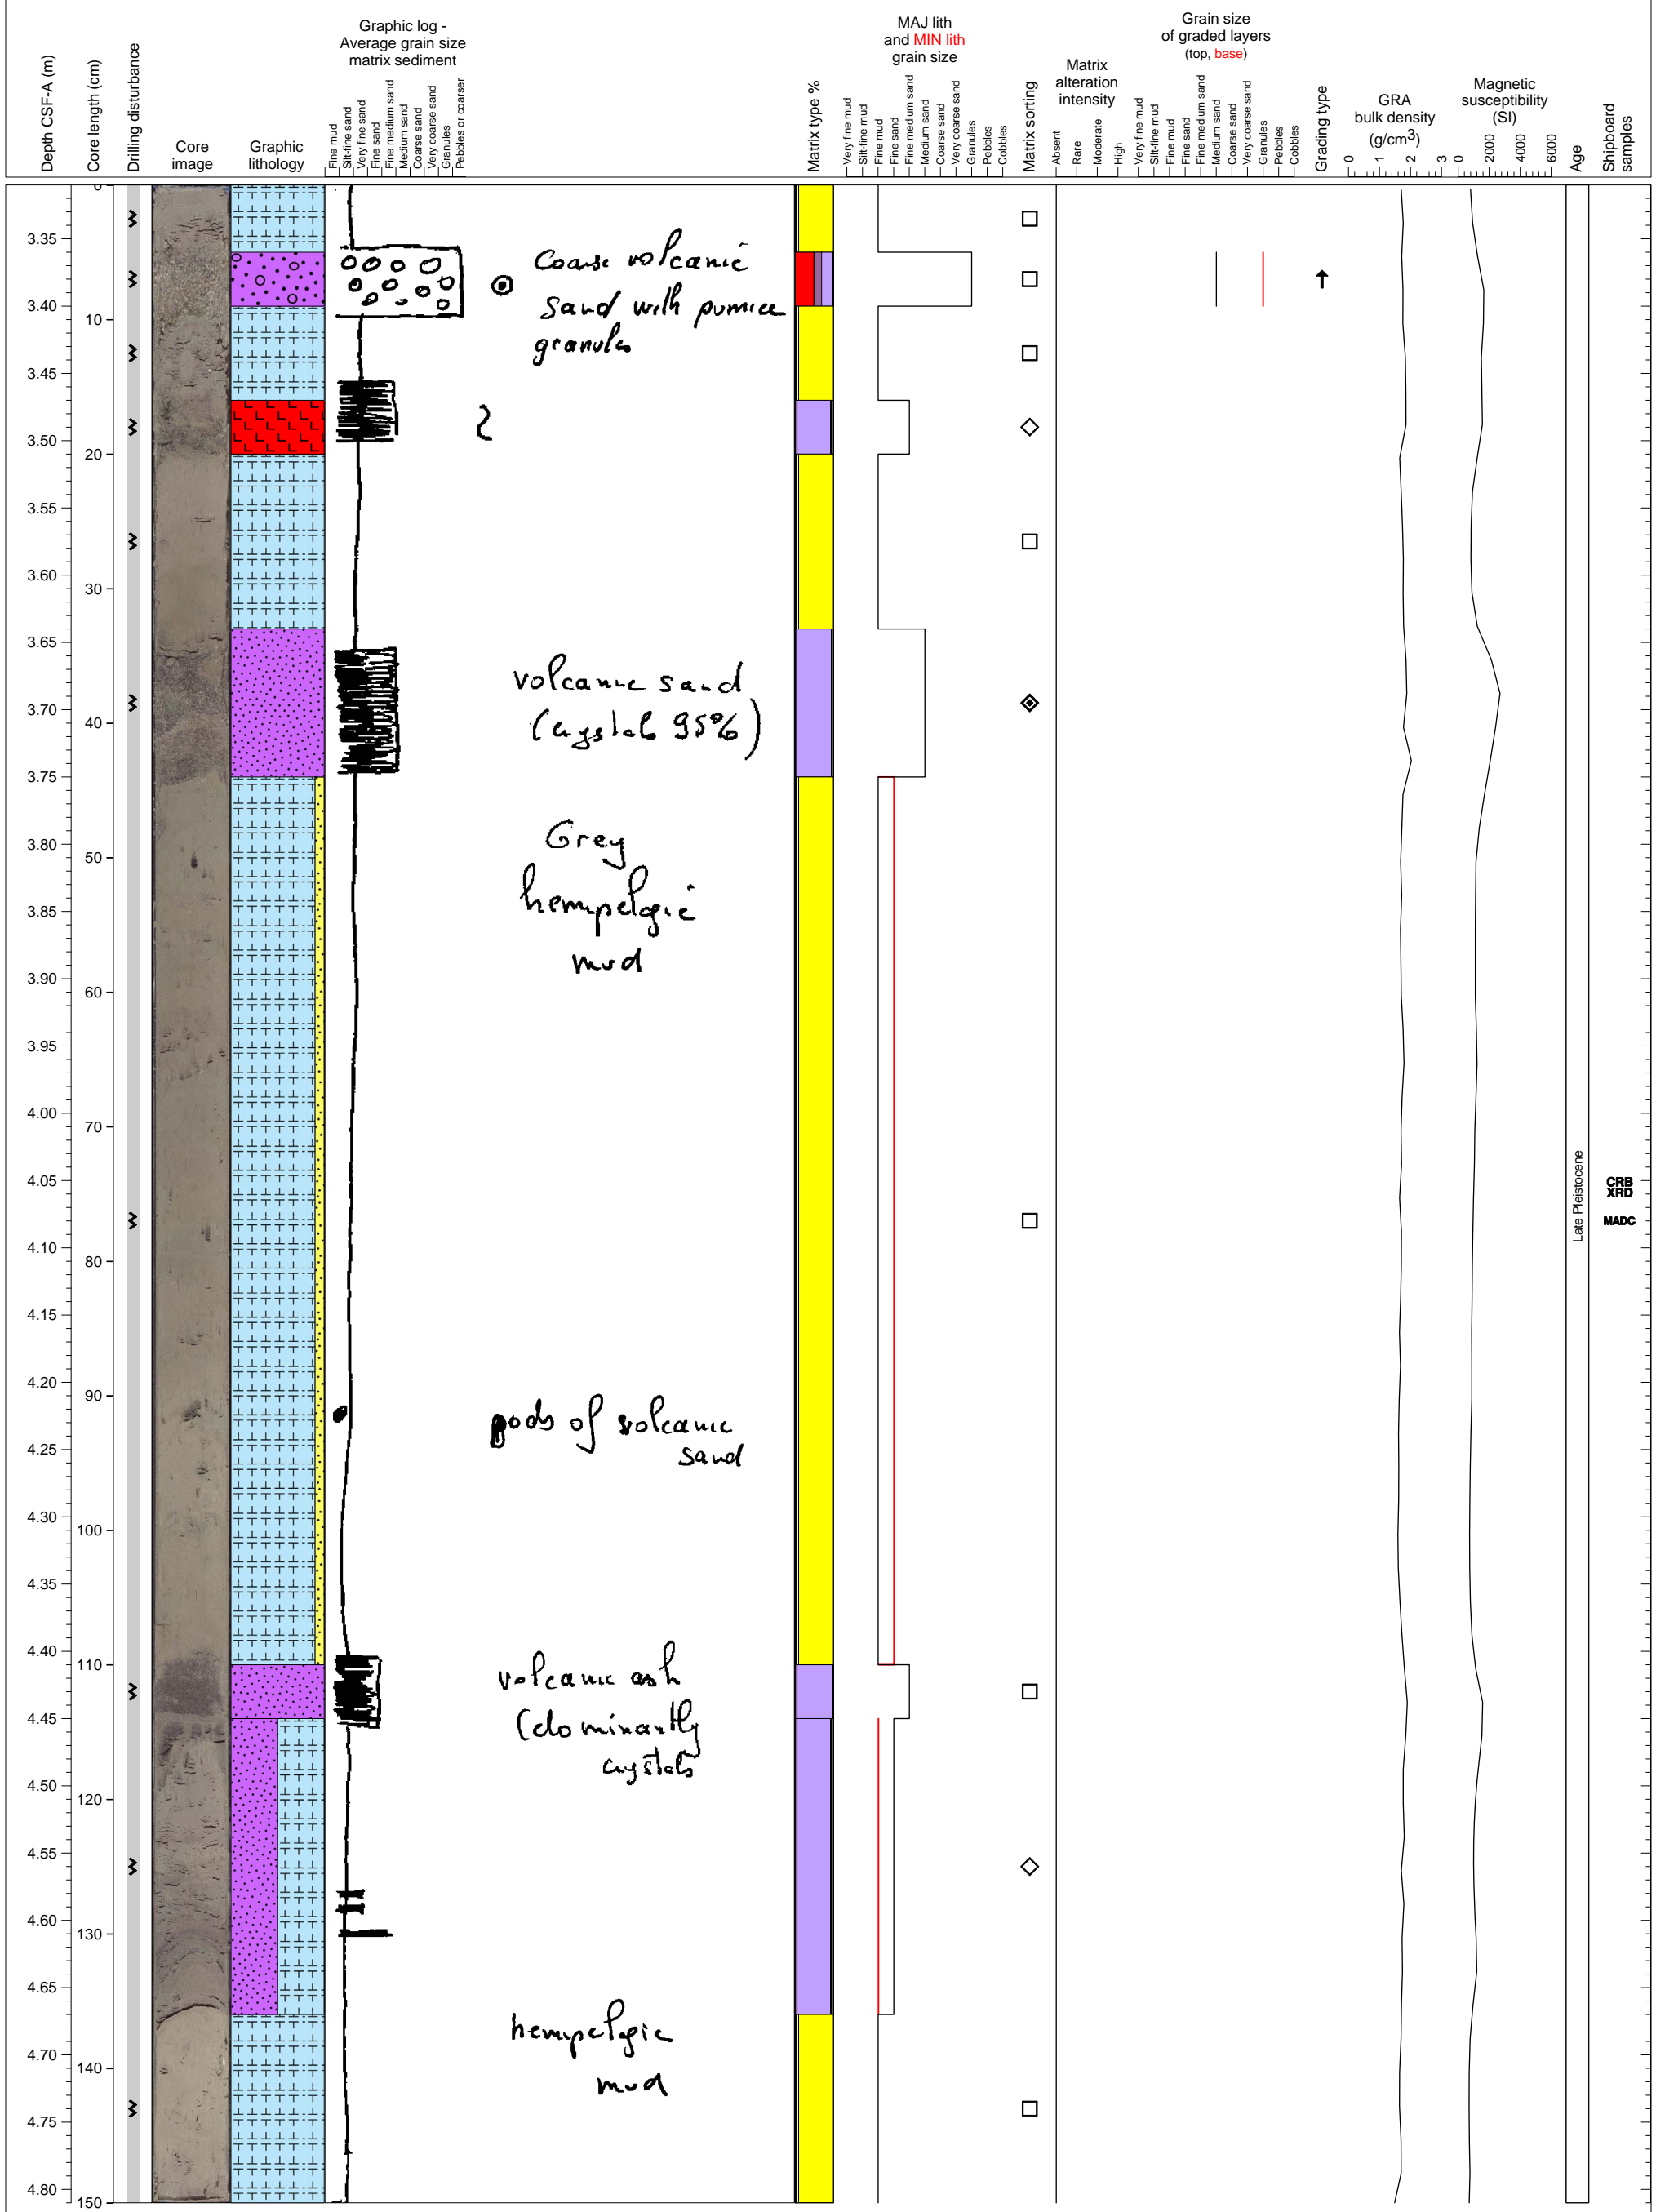 Depth CSF-A (m)
Core length (cm)
Drilling disturbance
Core
image
Graphic
lithology
Graphic log -
Average grain size
matrix sediment
Fine mud
Silt-fine sand
Very fine sand
Fine sand
Fine medium sand
Medium sand
Coarse sand
Very coarse sand
Granules
Pebbles or coarser
Matrix type %
MAJ lith
and MIN lith
grain size
Very fine mud
Silt-fine mud
Fine mud
Fine sand
Fine medium sand
Medium sand
Coarse sand
Very coarse sand
Granules
Pebbles
Cobbles
Matrix sorting
Matrix
alteration
intensity
Absent
Rare
Moderate
High
Grain size
of graded layers
(top, base)
Very fine mud
Silt-fine mud
Fine mud
Fine sand
Fine medium sand
Medium sand
Coarse sand
Very coarse sand
Granules
Pebbles
Cobbles
Grading type
GRA
bulk density
(g/cm3)
0
1
2
3
Magnetic
susceptibility
(SI)
0
2000
4000
6000
Age
Shipboard
samples
0
3.35
10
3.40
3.45
3.50
20
3.55
3.60
30
3.65
3.70
40
3.75
3.80
50
3.85
3.90
60
3.95
4.00
70
4.05
4.10
80
4.15
4.20
90
4.25
4.30
100
4.35
4.40
110
4.45
4.50
120
4.55
4.60
130
4.65
4.70
140
4.75
4.80
150
Coarse volcanic
sand with pumice
granules
volcanic sand
(crystals 95%)
Grey
hemipelagic
mud
pods of volcanic
sand
volcanic ash
(dominantly
crystals
hemipelagic
mud
Late Pleistocene
CRB
XRD
MADC